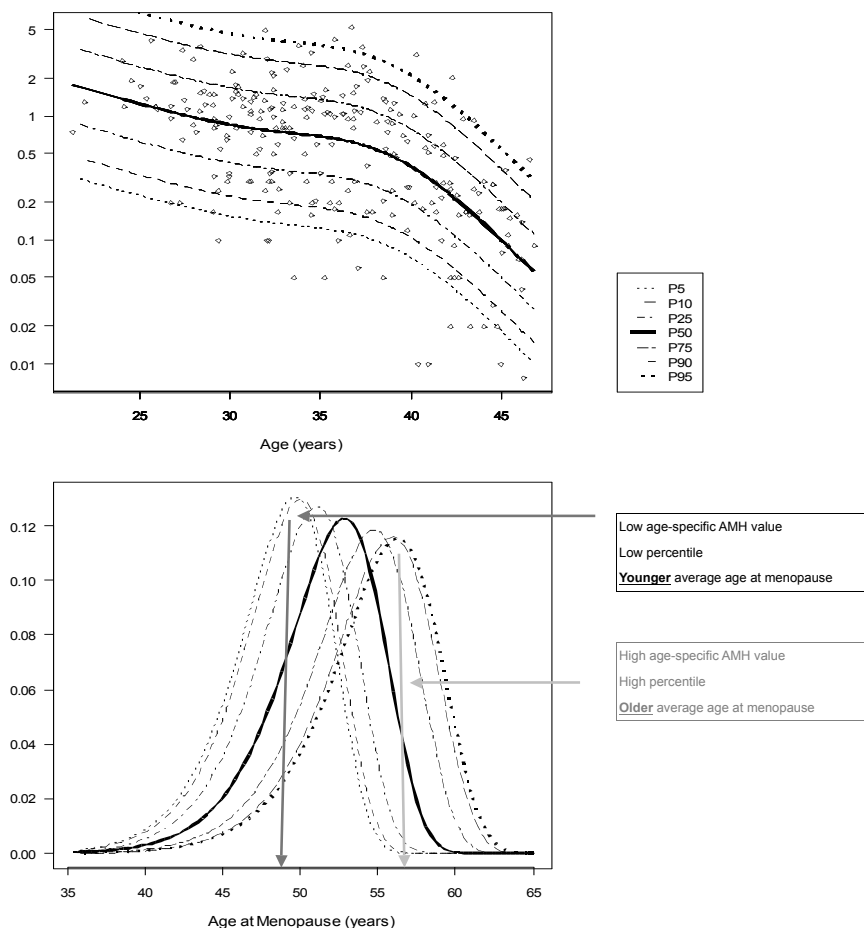 5
2
1
0.5
0.2
0.1
0.05
0.02
0.01
25 30 35 40 45
Age (years)
P5
P10
P25
P50
P75
P90
P95
0.12
0.10
0.08
0.06
0.04
0.02
0.00
35 40 45 50 55 60 65
Age at Menopause (years)
Low age-specific AMH value
Low percentile
Younger average age at menopause
High age-specific AMH value
High percentile
Older average age at menopause